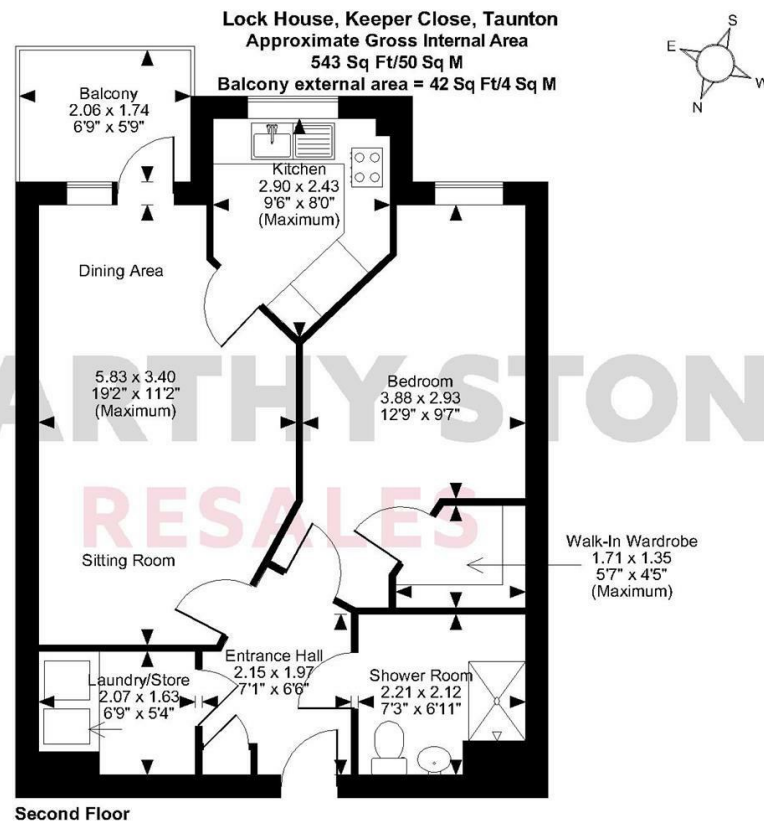 Lock House, Keeper Close, Taunton
Approximate Gross Internal Area
543 Sq Ft/50 Sq M
Balcony external area = 42 Sq Ft/4 Sq M
S
E
W
N
Balcony
2.06 x 1.74
6'9" x 5'9"
Kitchen
2.90 x 2.43
9'6" x 8'0"
(Maximum)
Dining Area
5.83 x 3.40
19'2" x 11'2"
(Maximum)
Bedroom
3.88 x 2.93
12'9" x 9'7"
ARTHY STON
RESALES
Sitting Room
Walk-In Wardrobe
1.71 x 1.35
5'7" x 4'5"
(Maximum)
Laundry/Store
2.07 x 1.63
6'9" x 5'4"
Entrance Hall
2.15 x 1.97
7'1" x 6'6"
Shower Room
2.21 x 2.12
7'3" x 6'11"
Second Floor